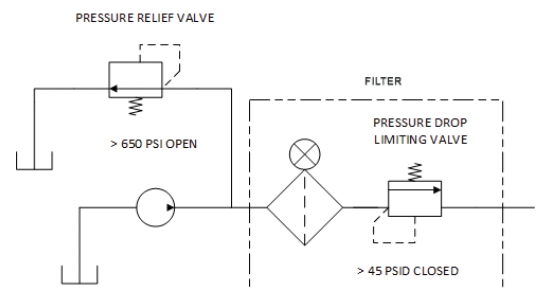 PRESSURE RELIEF VALVE
FILTER
PRESSURE DROP
LIMITING VALVE
> 650 PSI OPEN
> 45 PSID CLOSED